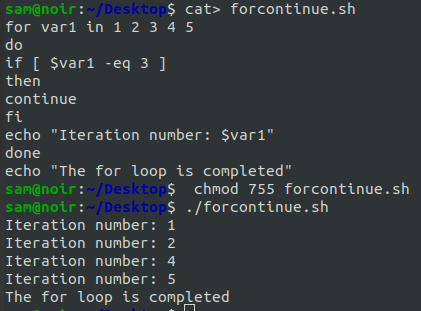 sam@noir:~/Desktop$ cat> forcontinue.sh
for var1 in 1 2 3 4 5
do
if [ $var1 -eq 3 ]
then
continue
fi
echo "Iteration number: $var1"
done
echo "The for loop is completed"
sam@noir:~/Desktop$  chmod 755 forcontinue.sh
sam@noir:~/Desktop$ ./forcontinue.sh
Iteration number: 1
Iteration number: 2
Iteration number: 4
Iteration number: 5
The for loop is completed
sam@noir:~/Desktop$